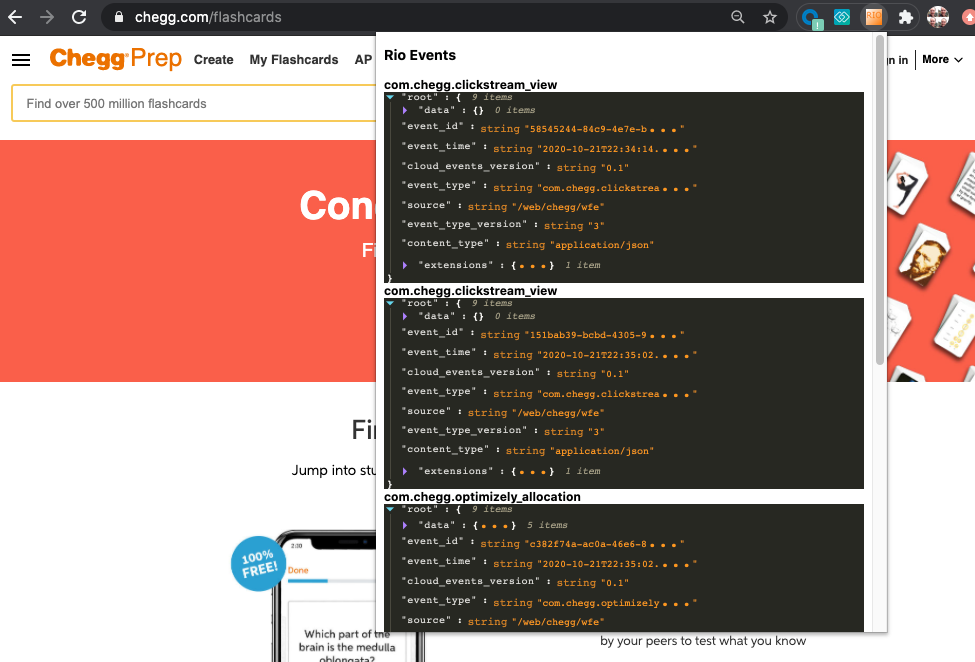 chegg.com/flashcards
RIO
Chegg Prep
Create
My Flashcards
AP
in
More
Find over 500 million flashcards
Rio Events
com.chegg.clickstream_view
"root" : { 9 items
"data" : {} 0 items
"event_id" : string "58545244-84c9-4e7e-b..."
"event_time" : string "2020-10-21T22:34:14...."
"cloud_events_version" : string "0.1"
"event_type" : string "com.chegg.clickstrea..."
"source" : string "/web/chegg/wfe"
"event_type_version" : string "3"
"content_type" : string "application/json"
"extensions" : {...} 1 item
}
com.chegg.clickstream_view
"root" : { 9 items
"data" : {} 0 items
"event_id" : string "151bab39-bcbd-4305-9..."
"event_time" : string "2020-10-21T22:35:02...."
"cloud_events_version" : string "0.1"
"event_type" : string "com.chegg.clickstrea..."
"source" : string "/web/chegg/wfe"
"event_type_version" : string "3"
"content_type" : string "application/json"
"extensions" : {...} 1 item
}
com.chegg.optimizely_allocation
"root" : { 9 items
"data" : {...} 5 items
"event_id" : string "c382f74a-ac0a-46e6-8..."
"event_time" : string "2020-10-21T22:35:02...."
"cloud_events_version" : string "0.1"
"event_type" : string "com.chegg.optimizely..."
"source" : string "/web/chegg/wfe"
Con
Fi
Fi
Jump into stu
100%
FREE!
2:30
Done
Which part of the
brain is the medulla
oblongata?
by your peers to test what you know